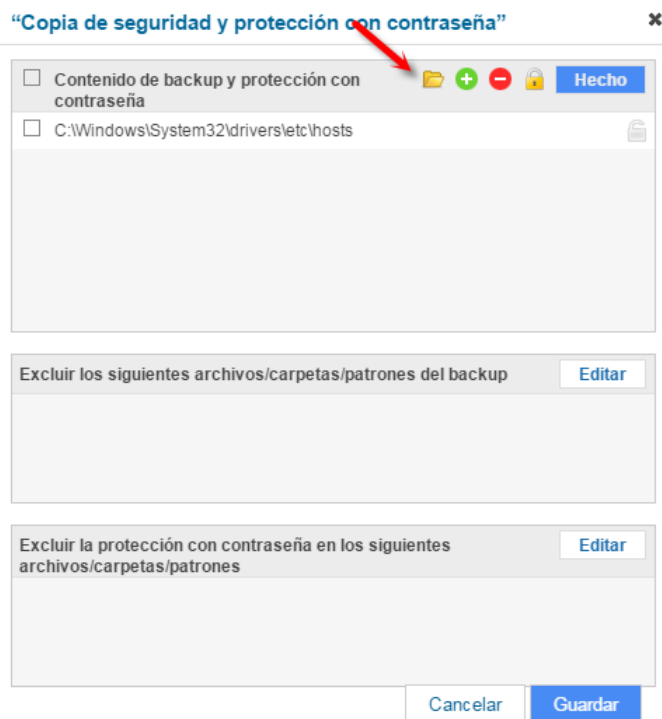 “Copia de seguridad y protección con contraseña”
Contenido de backup y protección con
contraseña
Hecho
C:\Windows\System32\drivers\etc\hosts
Excluir los siguientes archivos/carpetas/patrones del backup
Editar
Excluir la protección con contraseña en los siguientes
archivos/carpetas/patrones
Editar
Cancelar
Guardar